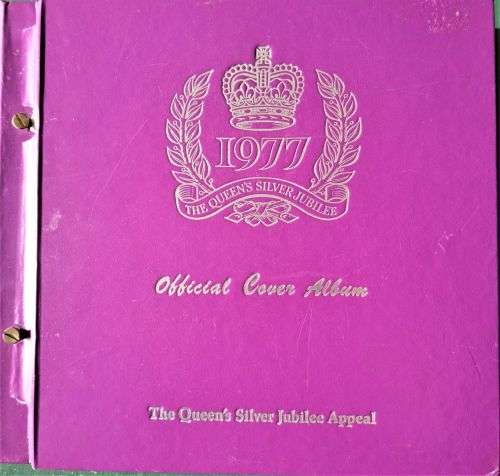 1977
THE QUEEN'S SILVER JUBILEE
Official Cover Album
The Queen's Silver Jubilee Appeal